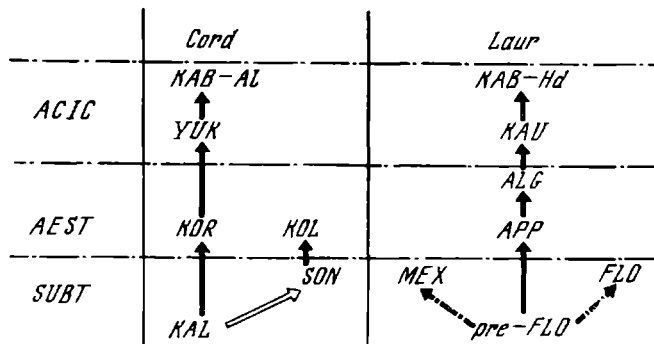 Cord Laur
KAB-Al KAB-Hd
ACIC
YUK KAU
ALG
AEST KOR KOL APP
SON MEX FLO
SUBT
KAL pre-FLO